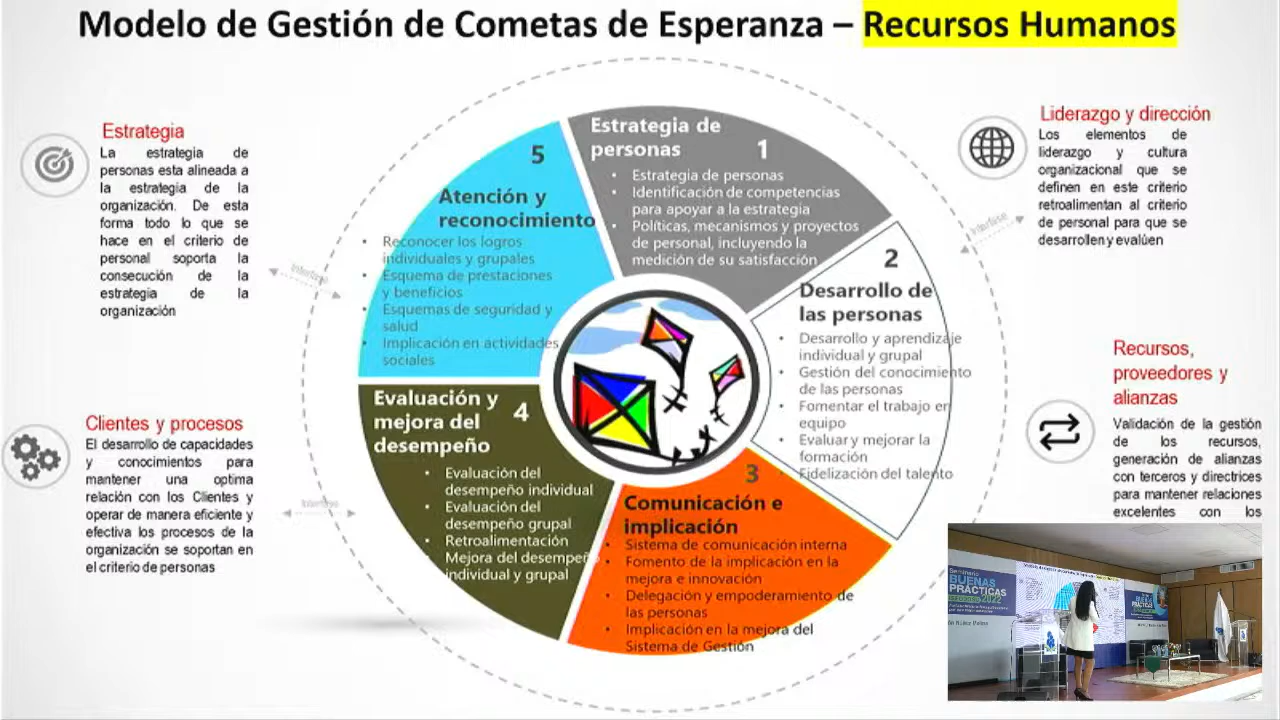 Modelo de Gestión de Cometas de Esperanza – Recursos Humanos
Estrategia
La estrategia de
personas esta alineada a
la estrategia de la
organización. De esta
forma todo lo que se
hace en el criterio de
personal soporta la
consecución de la
estrategia de la
organización
Interfase
Clientes y procesos
El desarrollo de capacidades
y conocimientos para
mantener una optima
relación con los Clientes y
operar de manera eficiente y
efectiva los procesos de la
organización se soportan en
el criterio de personas
Interfase
5
Atención y
reconocimiento
• Reconocer los logros
individuales y grupales
• Esquema de prestaciones
y beneficios
• Esquemas de seguridad y
salud
• Implicación en actividades
sociales
Estrategia de
personas 1
• Estrategia de personas
• Identificación de competencias
para apoyar a la estrategia
• Políticas, mecanismos y proyectos
de personal, incluyendo la
medición de su satisfacción
2
Desarrollo de
las personas
• Desarrollo y aprendizaje
individual y grupal
• Gestión del conocimiento
de las personas
• Fomentar el trabajo en
equipo
• Evaluar y mejorar la
formación
• Fidelización del talento
3
Comunicación e
implicación
• Sistema de comunicación interna
• Fomento de la implicación en la
mejora e innovación
• Delegación y empoderamiento de
las personas
• Implicación en la mejora del
Sistema de Gestión
Evaluación y
mejora del
desempeño
4
• Evaluación del
desempeño individual
• Evaluación del
desempeño grupal
• Retroalimentación
• Mejora del desempeño
individual y grupal
Liderazgo y dirección
Los elementos de
liderazgo y cultura
organizacional que se
definen en este criterio
retroalimentan al criterio
de personal para que se
desarrollen y evalúen
Interfase
Recursos,
proveedores y
alianzas
Validación de la gestión
de los recursos,
generación de alianzas
con terceros y directrices
para mantener relaciones
excelentes con los
Seminario
BUENAS
PRÁCTICAS
2022